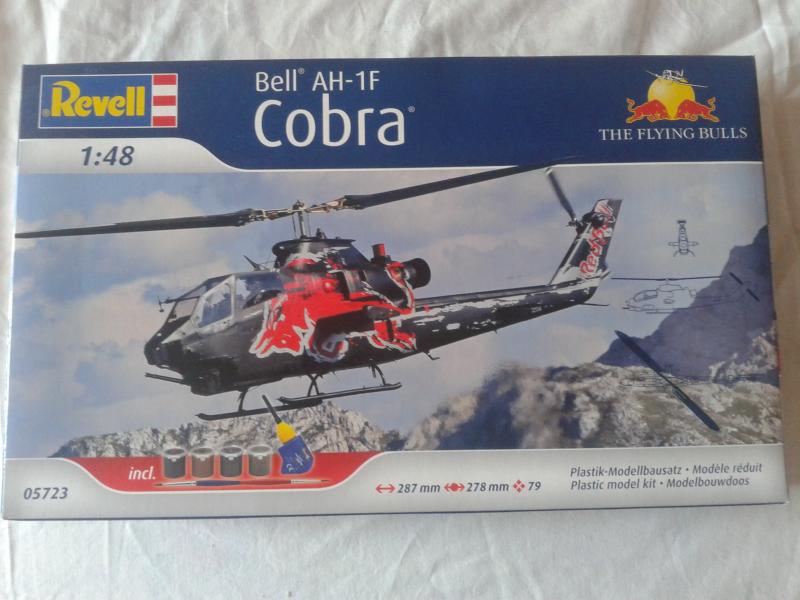 Revell
Bell® AH-1F
Cobra®
THE FLYING BULLS
1:48
Red Bull
incl.
05723
287 mm 278 mm 79
Plastik-Modellbausatz • Modèle réduit
Plastic model kit • Modelbouwdoos